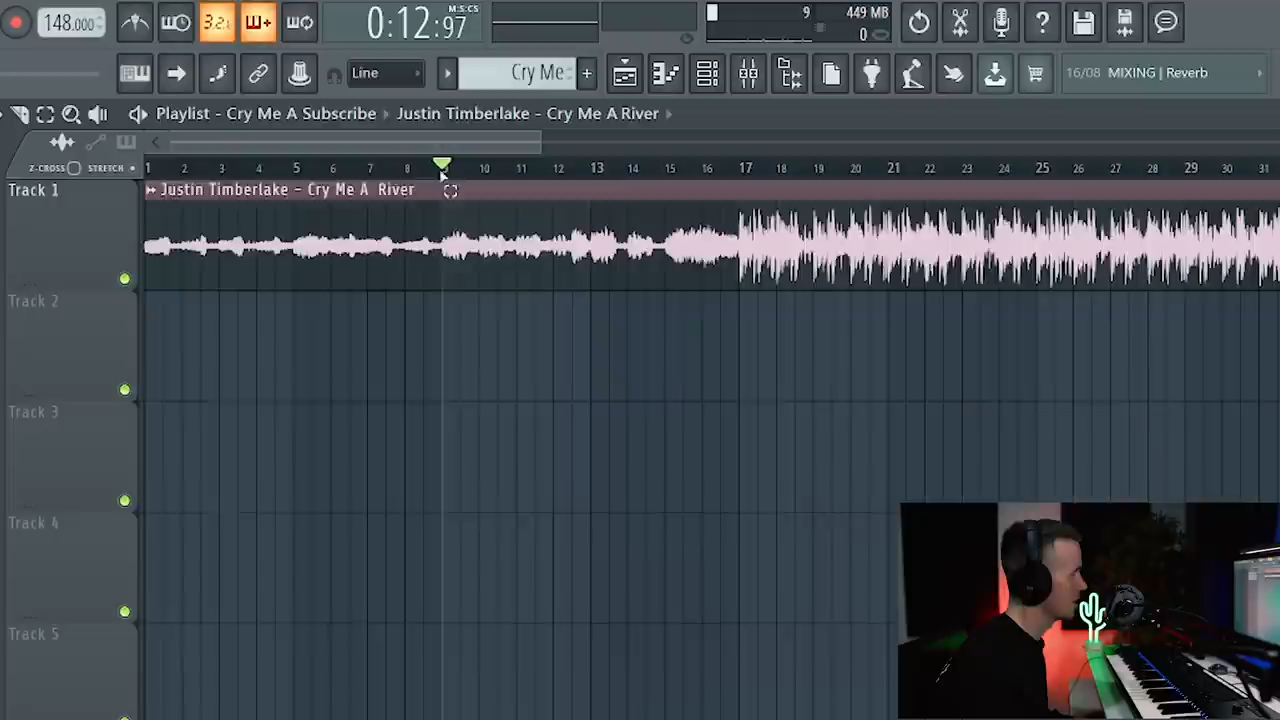 148.000
3.2.
0:12:97
M:S:CS
9
449 MB
0
Line
Cry Me
16/08 MIXING | Reverb
Playlist - Cry Me A Subscribe ▸ Justin Timberlake - Cry Me A River ▸
Z-CROSS STRETCH
1 2 3 4 5 6 7 8 10 11 12 13 14 15 16 17 18 19 20 21 22 23 24 25 26 27 28 29 30 31
Track 1
Justin Timberlake - Cry Me A River
Track 2
Track 3
Track 4
Track 5